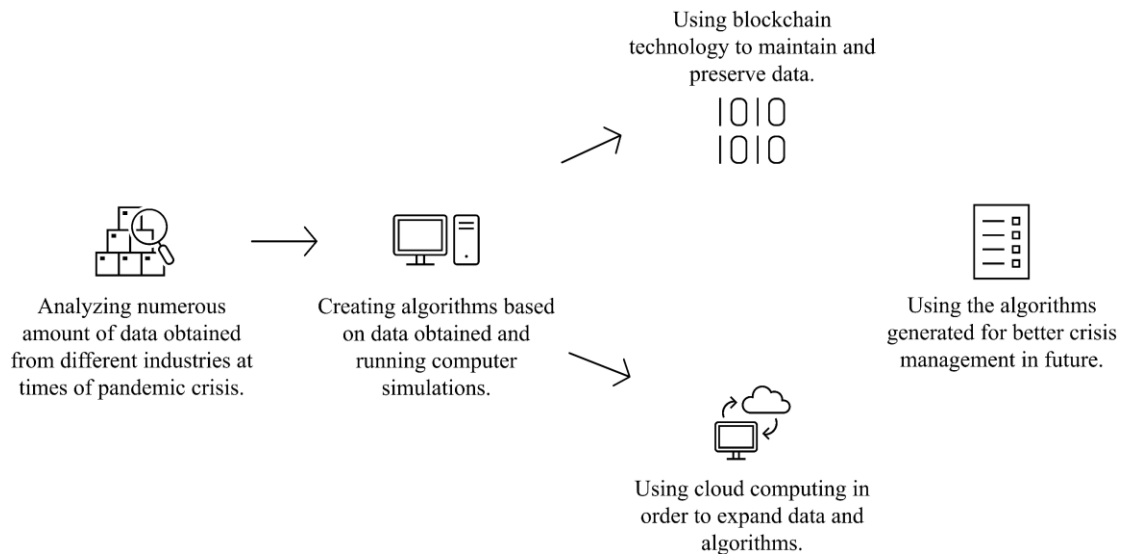 Using blockchain
technology to maintain and
preserve data.
1010
1010
Analyzing numerous
amount of data obtained
from different industries at
times of pandemic crisis.
Creating algorithms based
on data obtained and
running computer
simulations.
Using the algorithms
generated for better crisis
management in future.
Using cloud computing in
order to expand data and
algorithms.